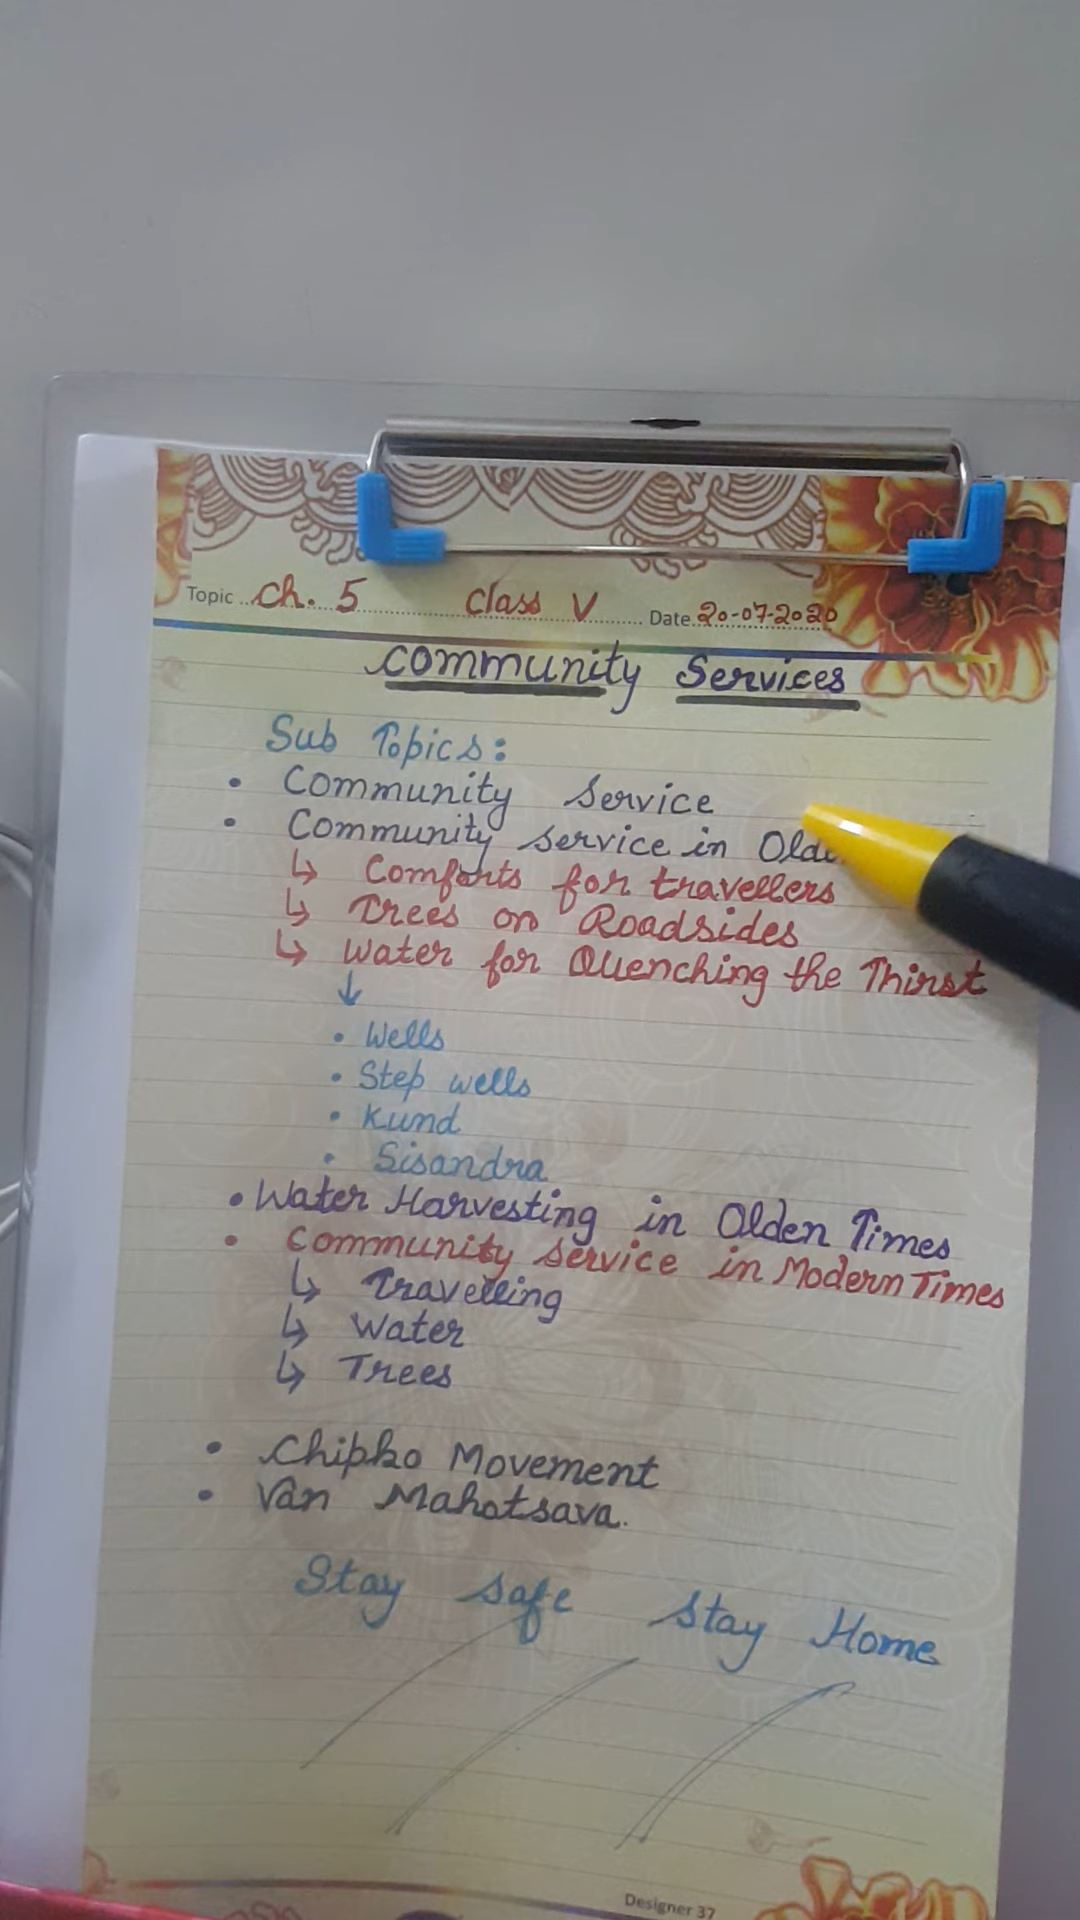 Topic Ch. 5 Class V Date 20-07-2020
Community Services
Sub Topics:
• Community Service
• Community service in
↳ Comforts for travellers
↳ Trees on Roadsides
↳ Water for Quenching the Thirst
↓
• Wells
• Step wells
• Kund
• Sisandra
• Water Harvesting in Olden Times
• Community Service in Modern Times
↳ Travelling
↳ Water
↳ Trees
• Chipko Movement
• Van Mahotsava.
Stay safe Stay Home
Designer 37